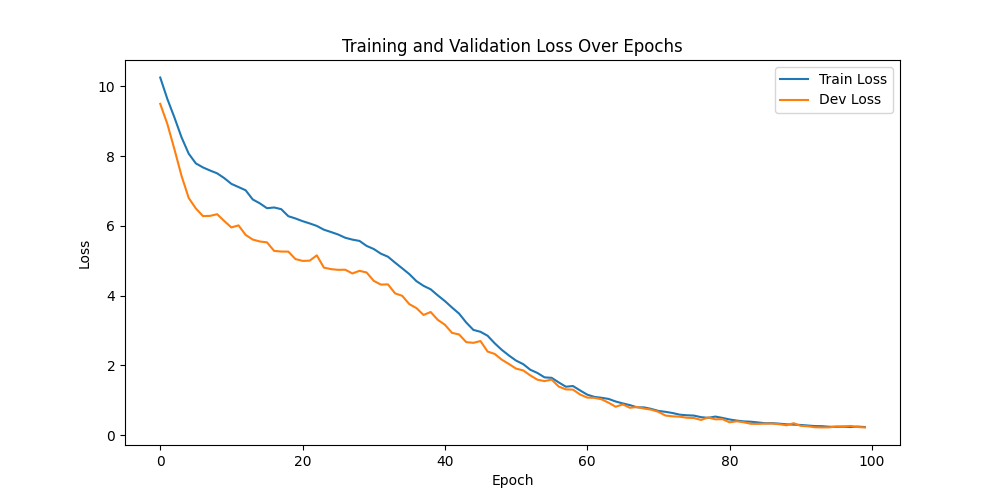 Training and Validation Loss Over Epochs
Train Loss
Dev Loss
10
8
6
4
2
0
Loss
0 20 40 60 80 100
Epoch